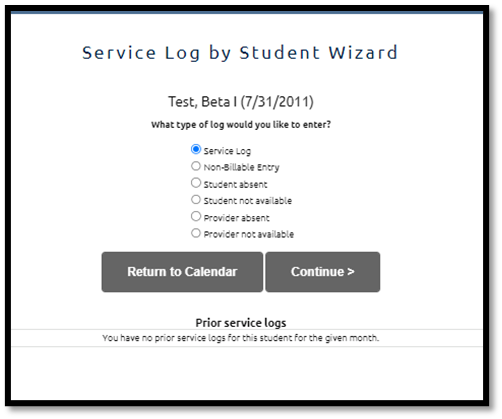 Service Log by Student Wizard
Test, Beta I (7/31/2011)
What type of log would you like to enter?
Service Log
Non-Billable Entry
Student absent
Student not available
Provider absent
Provider not available
Return to Calendar
Continue >
Prior service logs
You have no prior service logs for this student for the given month.